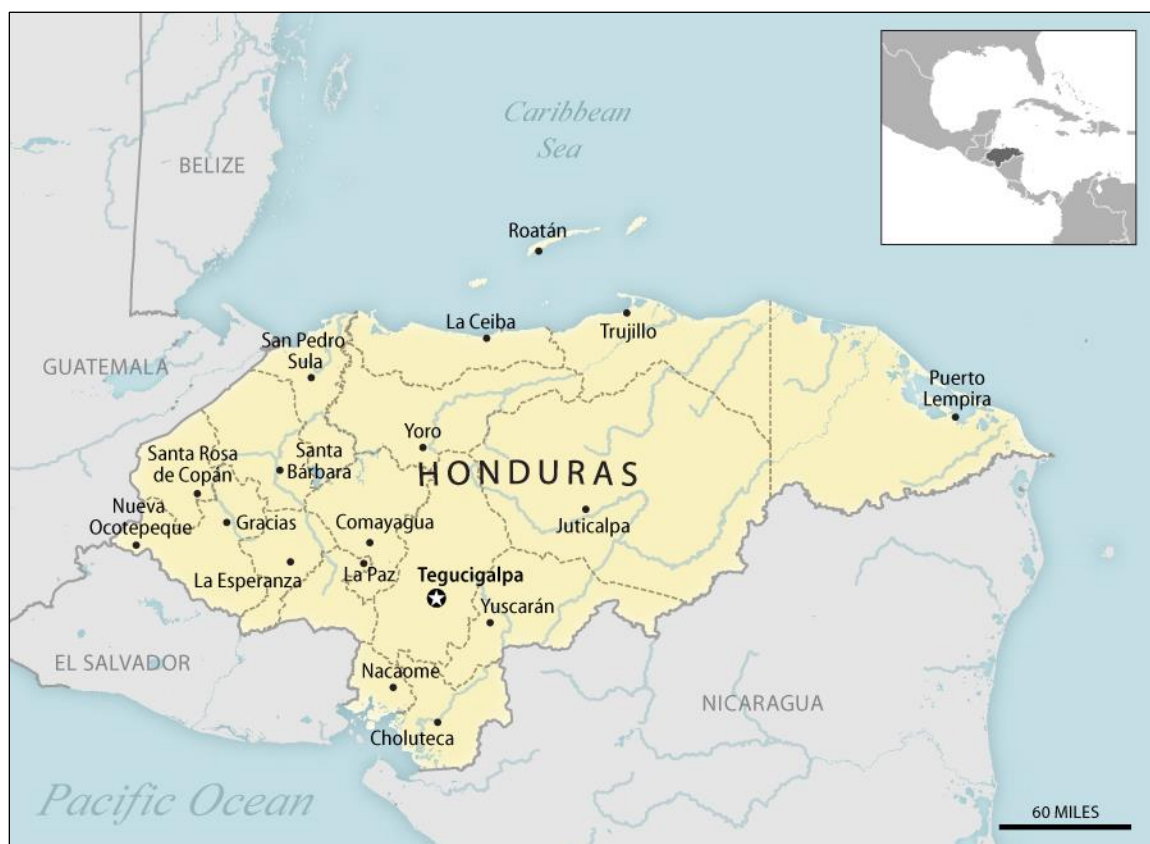 Caribbean
Sea
BELIZE
Roatán
La Ceiba
Trujillo
San Pedro
Sula
GUATEMALA
Puerto
Lempira
Yoro
Santa Rosa
de Copán
Santa
Bárbara
HONDURAS
Nueva
Ocotepeque
Gracias
Comayagua
Juticalpa
La Esperanza
La Paz
Tegucigalpa
Yuscarán
EL SALVADOR
Nacaome
NICARAGUA
Choluteca
Pacific Ocean
60 MILES